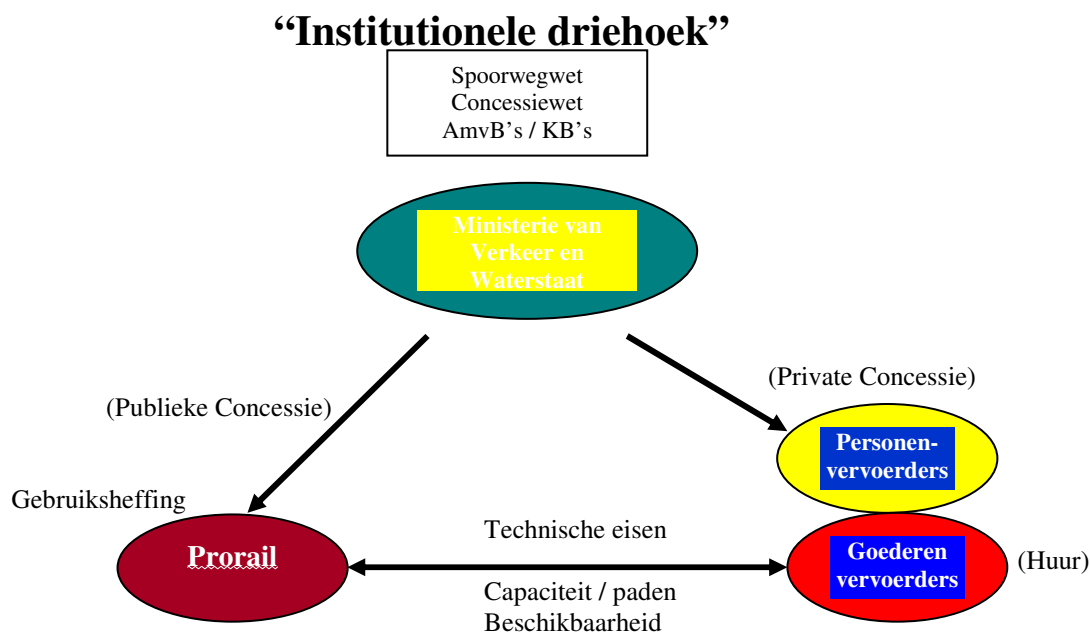 “Institutionele driehoek”
Spoorwegwet
Concessiewet
AmvB’s / KB’s
Ministerie van
Verkeer en
Waterstaat
(Private Concessie)
(Publieke Concessie)
Personen-
vervoerders
Gebruiksheffing
Technische eisen
Prorail
Goederen
vervoerders
(Huur)
Capaciteit / paden
Beschikbaarheid